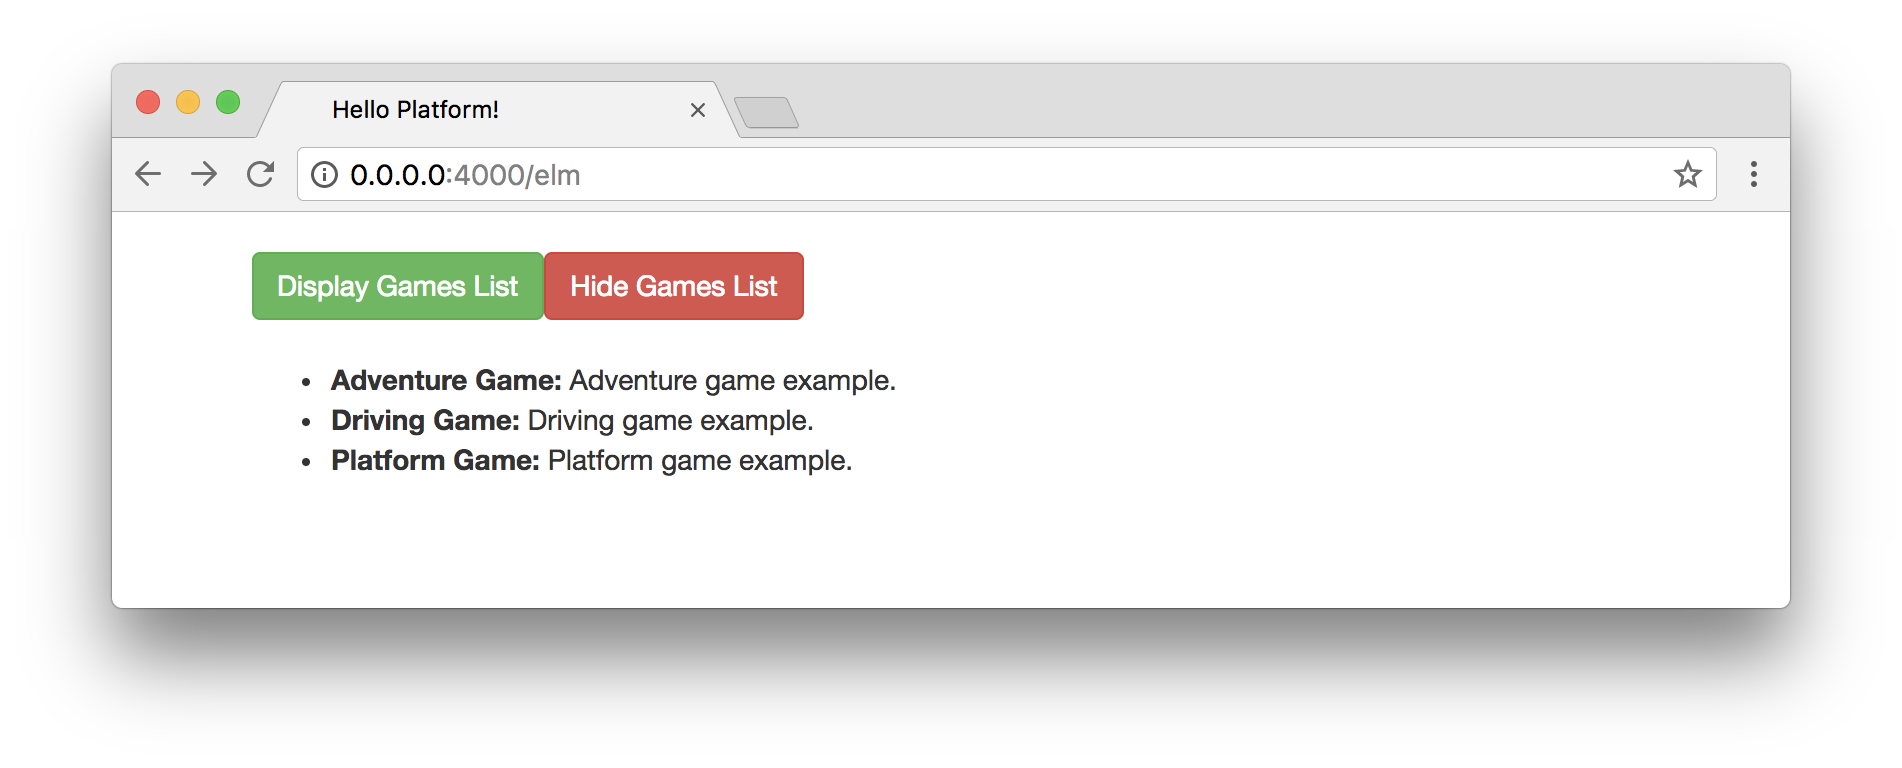 Hello Platform!
0.0.0.0:4000/elm
Display Games List Hide Games List
Adventure Game: Adventure game example.
Driving Game: Driving game example.
Platform Game: Platform game example.